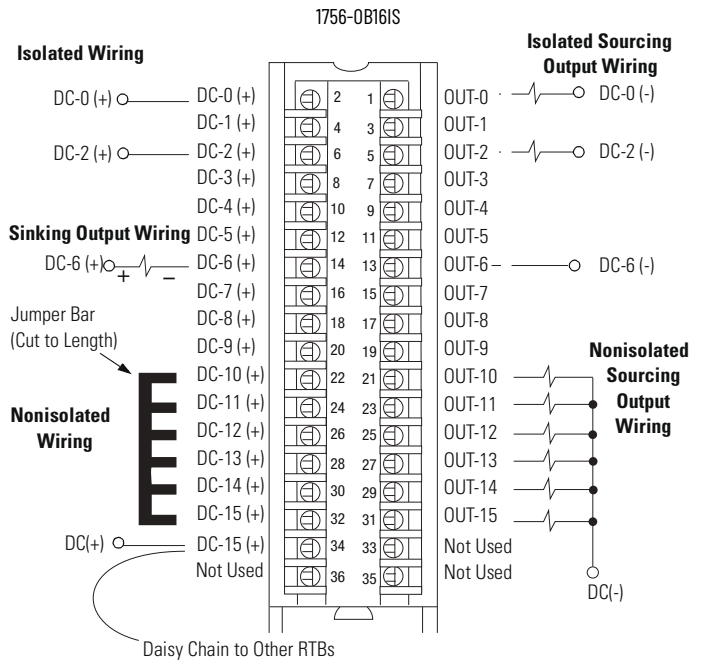 1756-OB16IS
Isolated Wiring
Isolated Sourcing
Output Wiring
DC-0 (+) DC-0 (+) 2 1 OUT-0 DC-0 (-)
DC-1 (+) 4 3 OUT-1
DC-2 (+) DC-2 (+) 6 5 OUT-2 DC-2 (-)
DC-3 (+) 8 7 OUT-3
DC-4 (+) 10 9 OUT-4
Sinking Output Wiring DC-5 (+) 12 11 OUT-5
DC-6 (+) + – DC-6 (+) 14 13 OUT-6 DC-6 (-)
DC-7 (+) 16 15 OUT-7
Jumper Bar
(Cut to Length)
DC-8 (+) 18 17 OUT-8
DC-9 (+) 20 19 OUT-9
Nonisolated
Sourcing
Output
Wiring
DC-10 (+) 22 21 OUT-10
Nonisolated
Wiring
DC-11 (+) 24 23 OUT-11
DC-12 (+) 26 25 OUT-12
DC-13 (+) 28 27 OUT-13
DC-14 (+) 30 29 OUT-14
DC-15 (+) 32 31 OUT-15
DC(+) DC-15 (+) 34 33 Not Used
Not Used 36 35 Not Used
DC(-)
Daisy Chain to Other RTBs